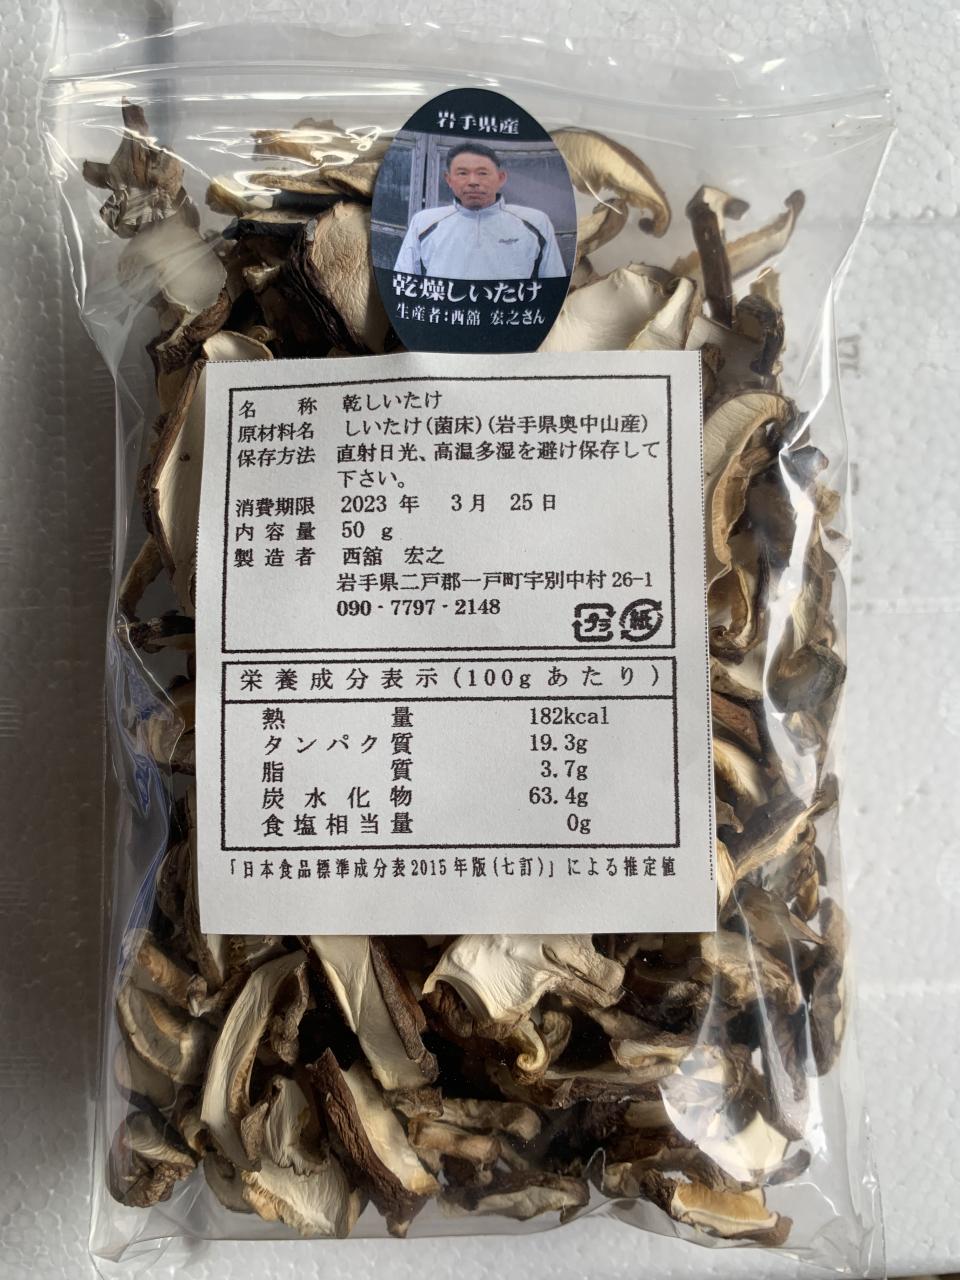 岩手県産
乾燥しいたけ
生産者:西舘 宏之さん
名 称 乾しいたけ
原材料名 しいたけ(菌床)(岩手県奥中山産)
保存方法 直射日光、高温多湿を避け保存して
下さい。
消費期限 2023 年 3月 25日
内容量 50 g
製造者 西舘 宏之
岩手県二戸郡一戸町宇別中村 26-1
090‐7797‐2148
プラ 紙
栄養成分表示(100gあたり)
熱量 182kcal
タンパク質 19.3g
脂質 3.7g
炭水化物 63.4g
食塩相当量 0g
「日本食品標準成分表2015年版(七訂)」による推定値